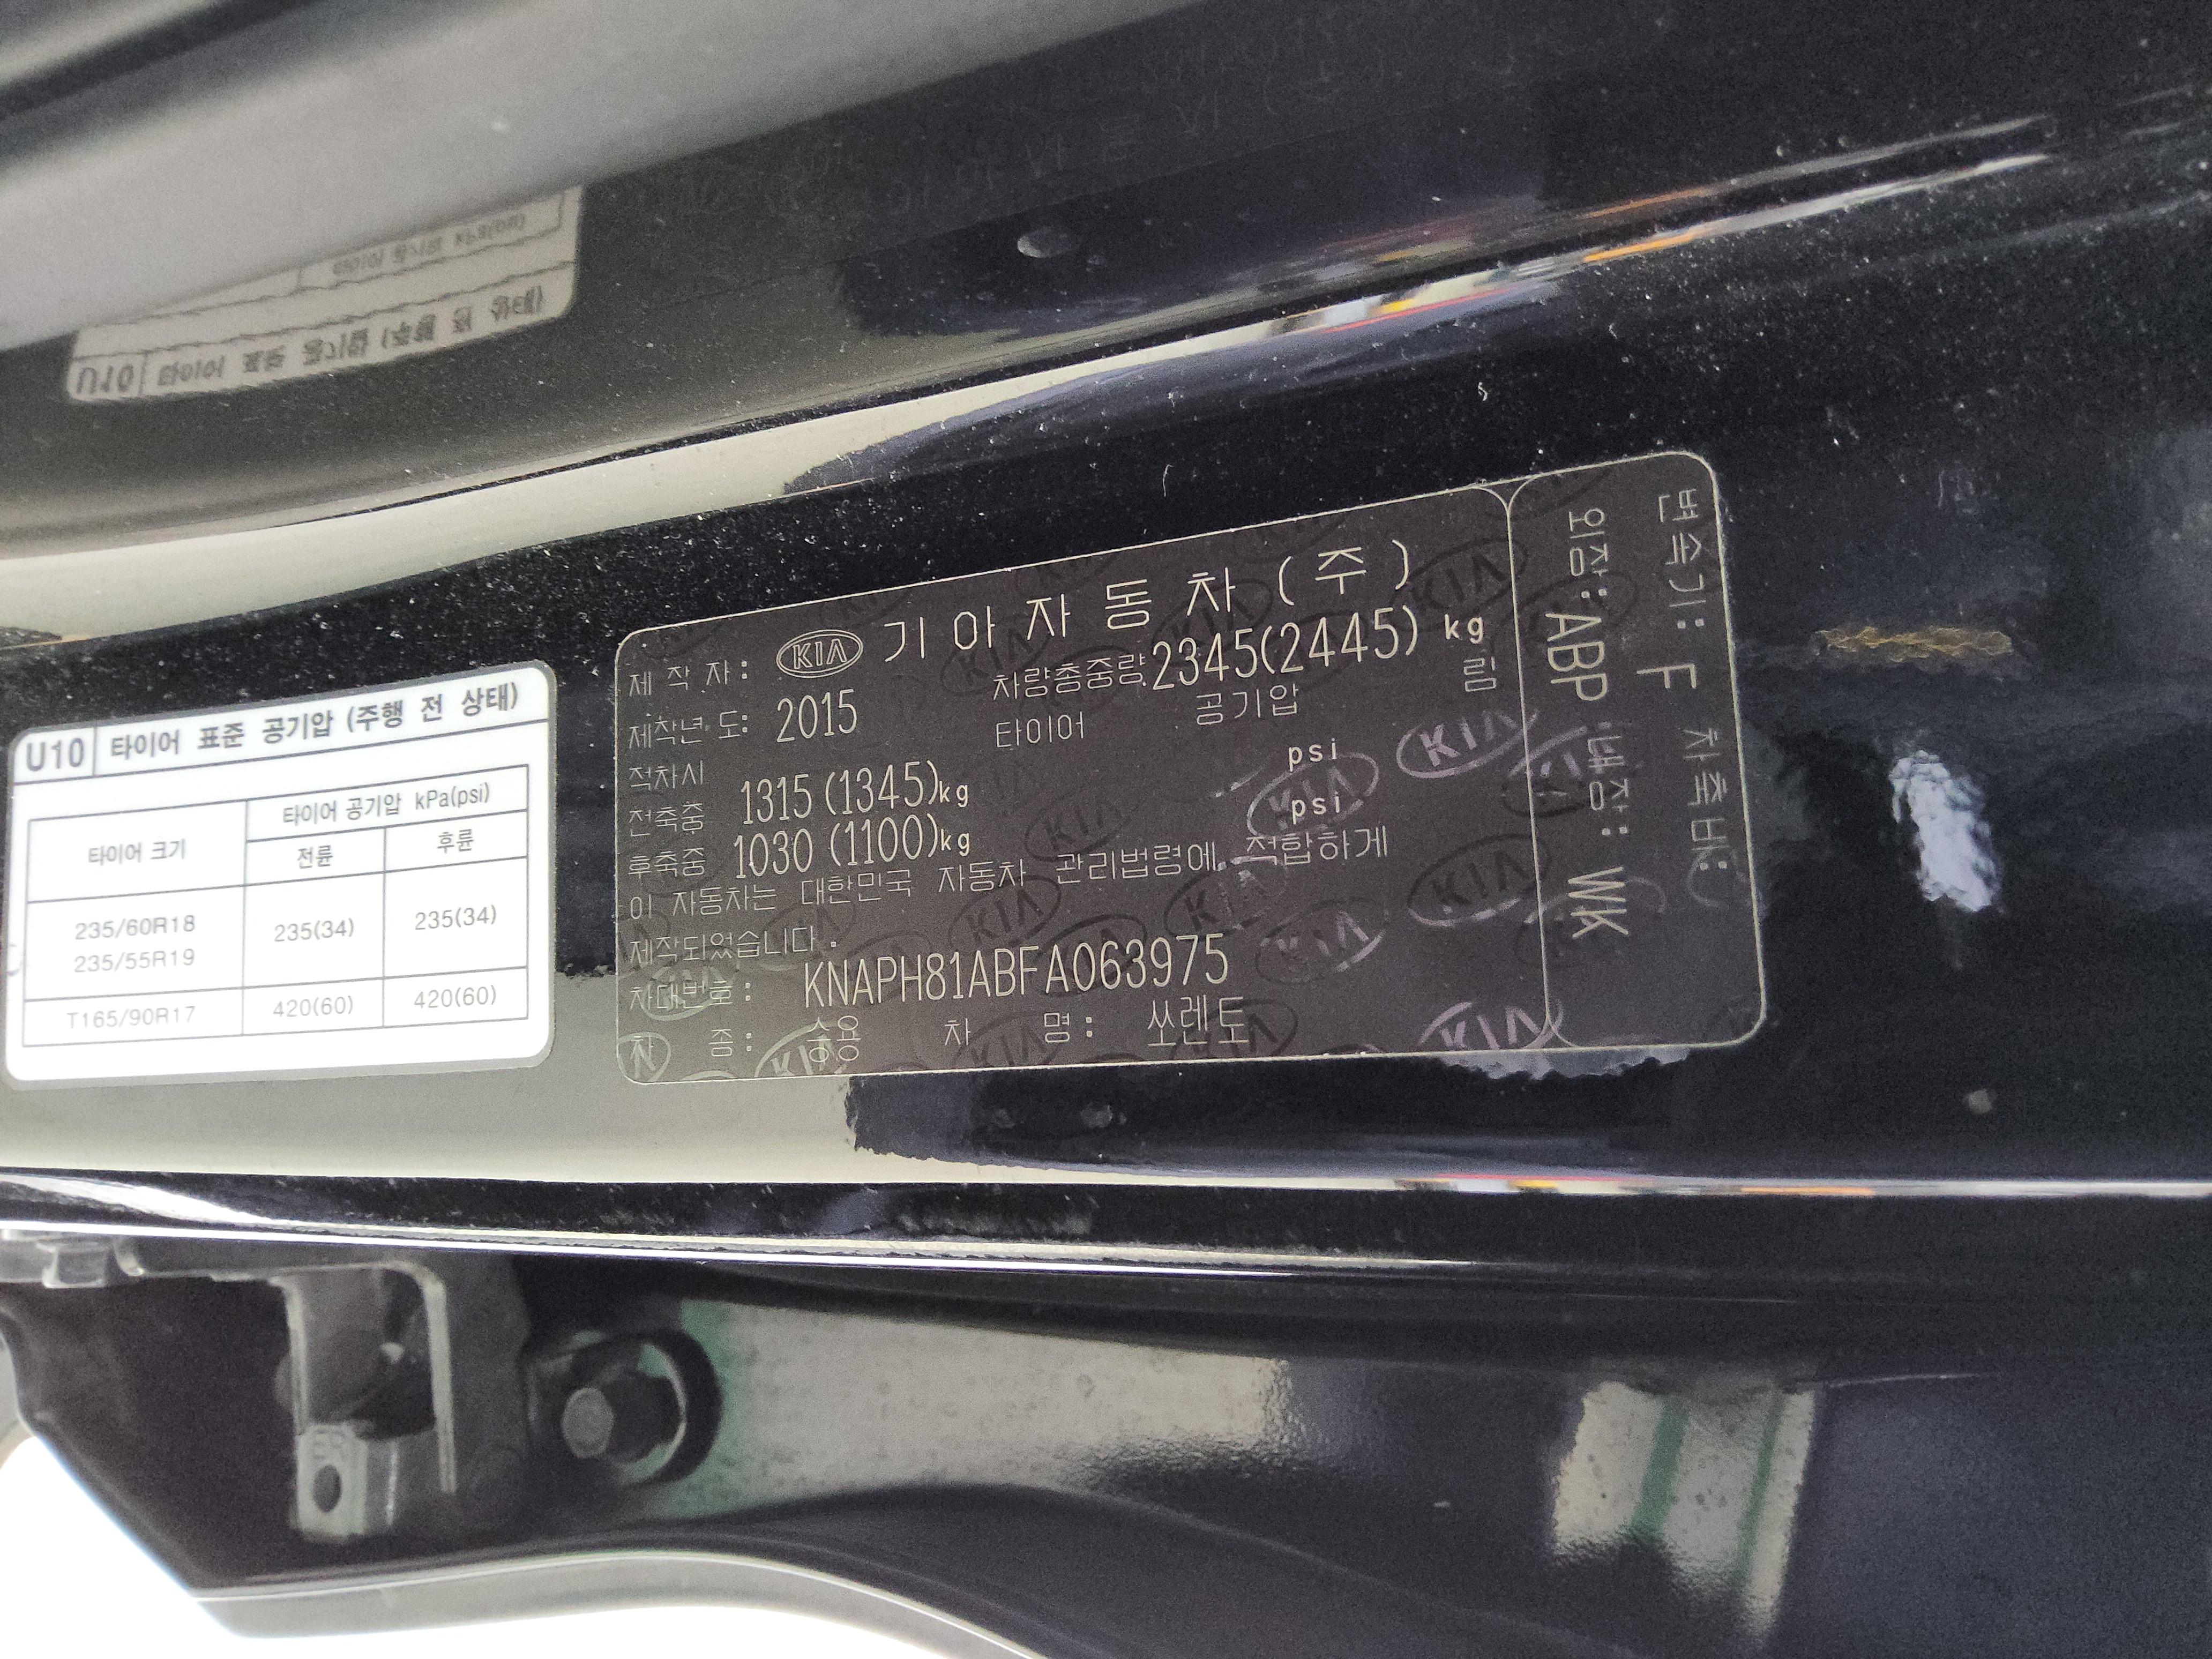 U10 타이어 표준 공기압 (주행 전 상태)
타이어 크기
타이어 공기압 kPa(psi)
전륜 후륜
235/60R18
235/55R19
235(34) 235(34)
T165/90R17 420(60) 420(60)
제 작 자: KIA 기아자동차(주)
제작년도: 2015 차량총중량 2345(2445) kg
타이어 공기압 림
적차시
전축중 1315 (1345)kg psi
후축중 1030 (1100)kg psi
이 자동차는 대한민국 자동차 관리법령에 적합하게
제작되었습니다.
차대번호: KNAPH81ABFA063975
차 종: 승용 차 명: 쏘렌토
변속기: F 차축비:
외장:ABP 내장: WK